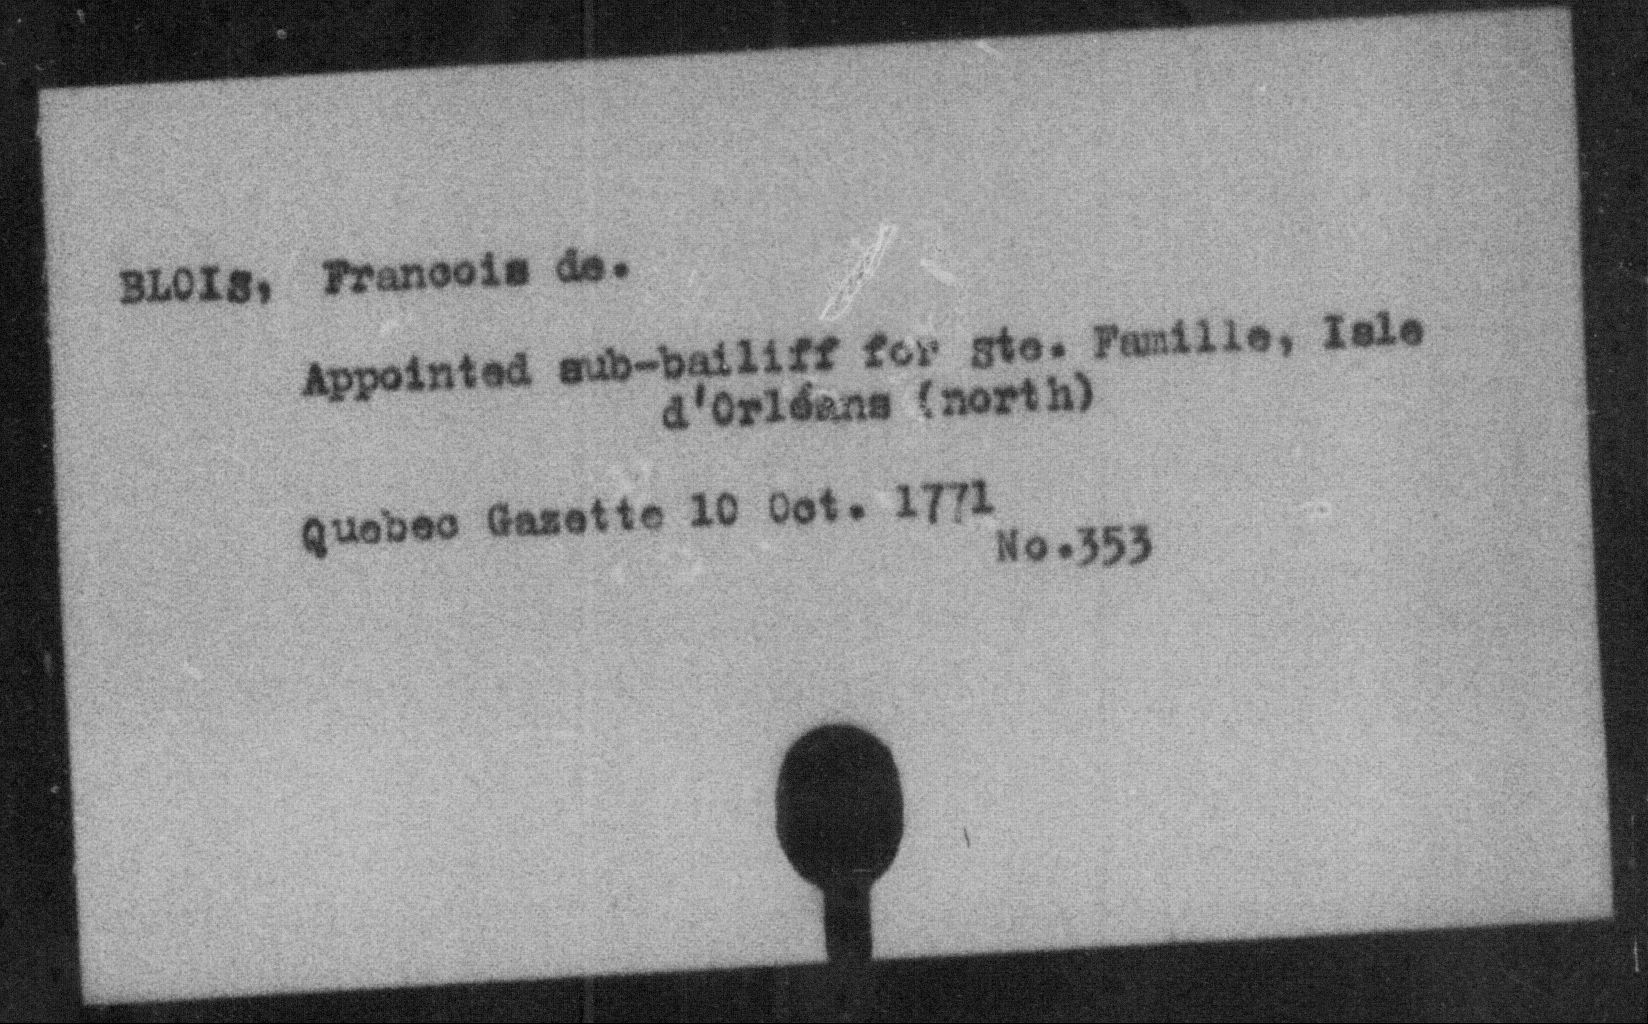 BLOIS, Francois de.
Appointed sub-bailiff for Ste. Famille, Isle
d'Orléans (north)
Quebec Gazette 10 Oct. 1771
No.353